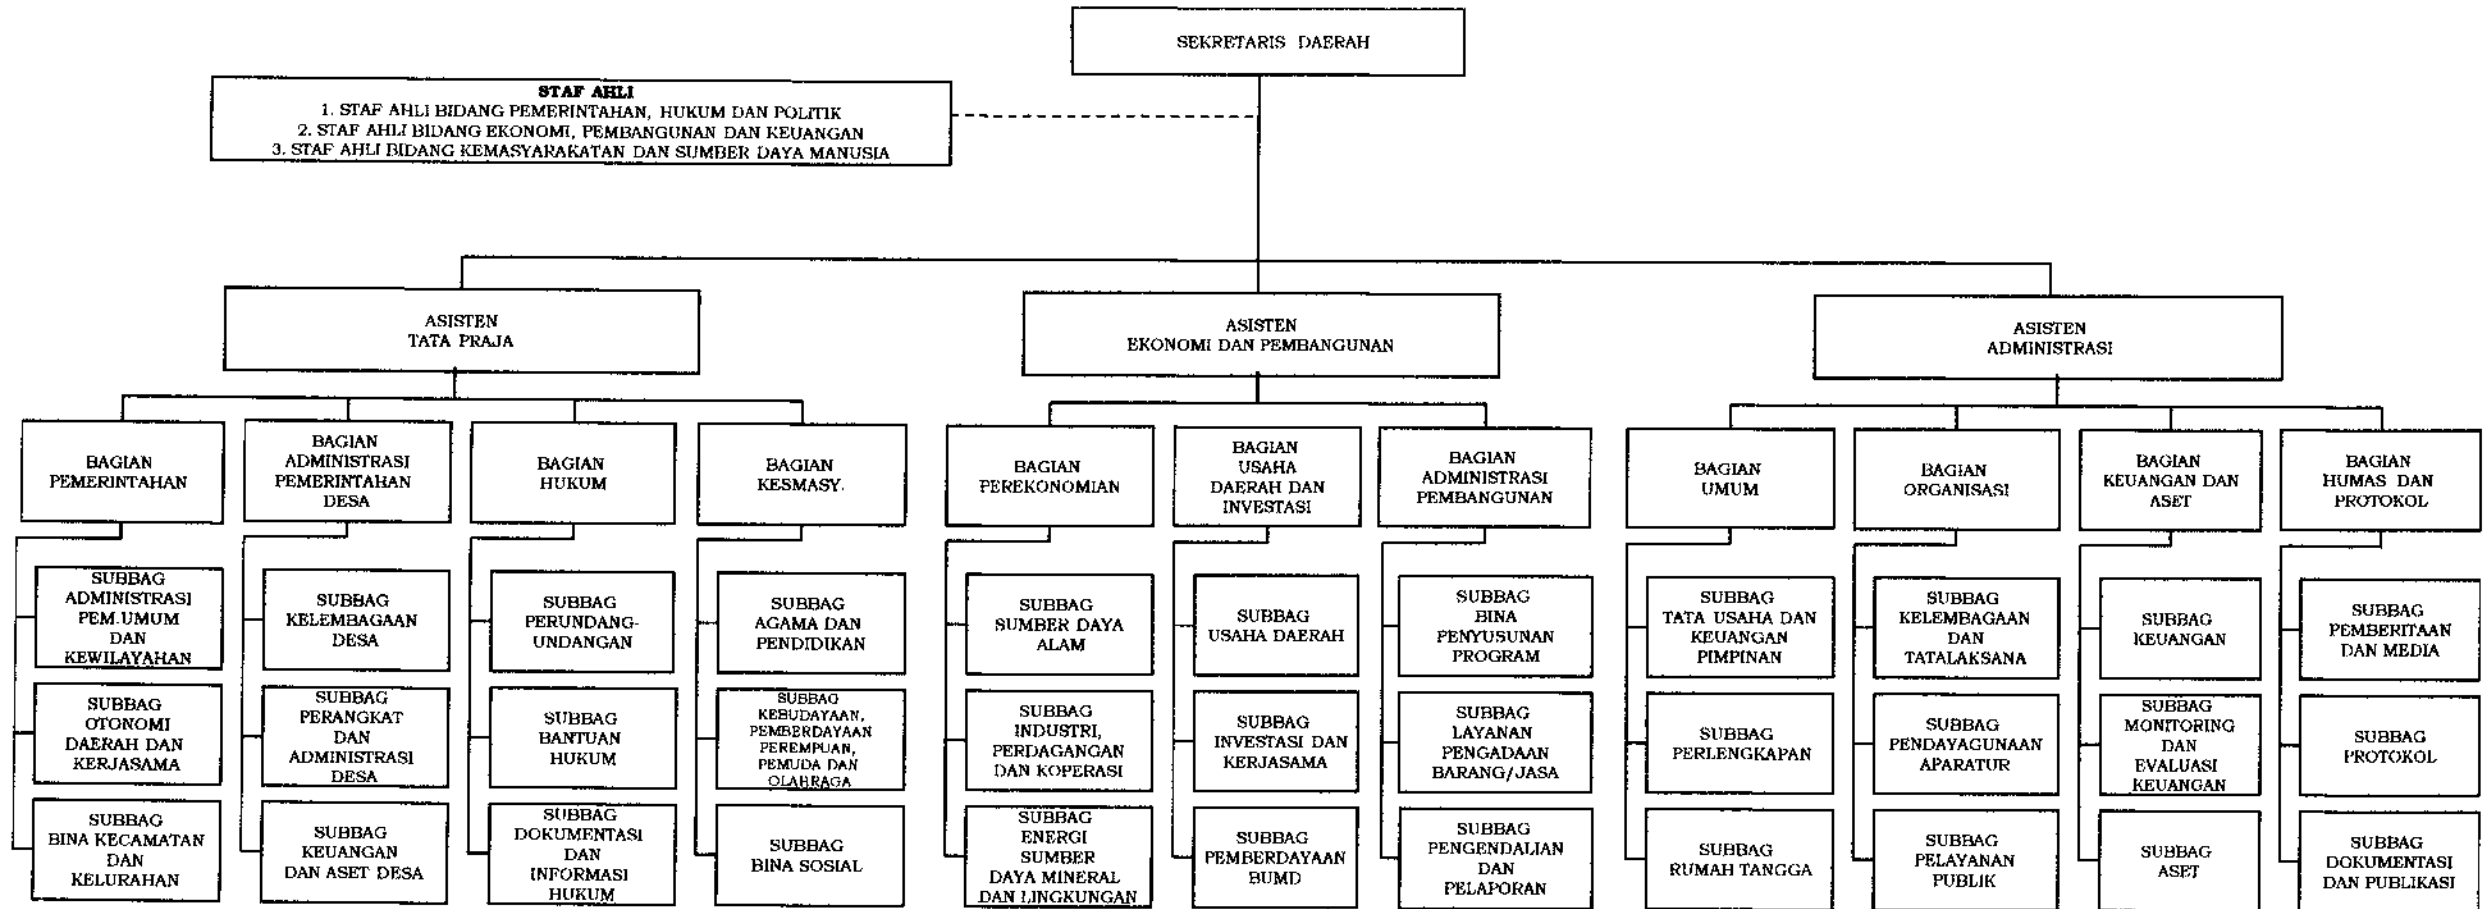 SEKRETARIS DAERAH
STAF AHLI
1. STAF AHLI BIDANG PEMERINTAHAN, HUKUM DAN POLITIK
2. STAF AHLI BIDANG EKONOMI, PEMBANGUNAN DAN KEUANGAN
3. STAF AHLI BIDANG KEMASYARAKATAN DAN SUMBER DAYA MANUSIA
ASISTEN
TATA PRAJA
ASISTEN
EKONOMI DAN PEMBANGUNAN
ASISTEN
ADMINISTRASI
BAGIAN
PEMERINTAHAN
BAGIAN
ADMINISTRASI
PEMERINTAHAN
DESA
BAGIAN
HUKUM
BAGIAN
KESMASY.
BAGIAN
PEREKONOMIAN
BAGIAN
USAHA
DAERAH DAN
INVESTASI
BAGIAN
ADMINISTRASI
PEMBANGUNAN
BAGIAN
UMUM
BAGIAN
ORGANISASI
BAGIAN
KEUANGAN DAN
ASET
BAGIAN
HUMAS DAN
PROTOKOL
SUBBAG
ADMINISTRASI
PEM.UMUM
DAN
KEWILAYAHAN
SUBBAG
KELEMBAGAAN
DESA
SUBBAG
PERUNDANG-
UNDANGAN
SUBBAG
AGAMA DAN
PENDIDIKAN
SUBBAG
SUMBER DAYA
ALAM
SUBBAG
USAHA DAERAH
SUBBAG
BINA
PENYUSUNAN
PROGRAM
SUBBAG
TATA USAHA DAN
KEUANGAN
PIMPINAN
SUBBAG
KELEMBAGAAN
DAN
TATALAKSANA
SUBBAG
KEUANGAN
SUBBAG
PEMBERITAAN
DAN MEDIA
SUBBAG
OTONOMI
DAERAH DAN
KERJASAMA
SUBBAG
PERANGKAT
DAN
ADMINISTRASI
DESA
SUBBAG
BANTUAN
HUKUM
SUBBAG
KEBUDAYAAN,
PEMBERDAYAAN
PEREMPUAN,
PEMUDA DAN
OLAHRAGA
SUBBAG
INDUSTRI,
PERDAGANGAN
DAN KOPERASI
SUBBAG
INVESTASI DAN
KERJASAMA
SUBBAG
LAYANAN
PENGADAAN
BARANG/JASA
SUBBAG
PERLENGKAPAN
SUBBAG
PENDAYAGUNAAN
APARATUR
SUBBAG
MONITORING
DAN
EVALUASI
KEUANGAN
SUBBAG
PROTOKOL
SUBBAG
BINA KECAMATAN
DAN
KELURAHAN
SUBBAG
KEUANGAN
DAN ASET DESA
SUBBAG
DOKUMENTASI
DAN
INFORMASI
HUKUM
SUBBAG
BINA SOSIAL
SUBBAG
ENERGI
SUMBER
DAYA MINERAL
DAN LINGKUNGAN
SUBBAG
PEMBERDAYAAN
BUMD
SUBBAG
PENGENDALIAN
DAN
PELAPORAN
SUBBAG
RUMAH TANGGA
SUBBAG
PELAYANAN
PUBLIK
SUBBAG
ASET
SUBBAG
DOKUMENTASI
DAN PUBLIKASI